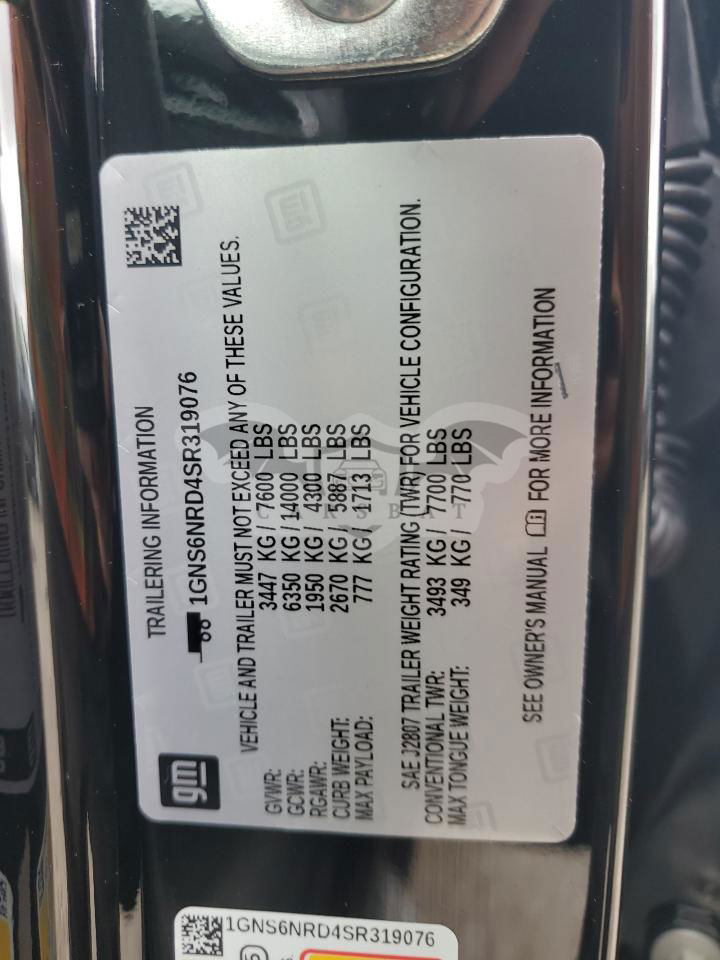 gm
TRAILERING INFORMATION
1GNS6NRD4SR319076
VEHICLE AND TRAILER MUST NOT EXCEED ANY OF THESE VALUES.
GVWR: 3447 KG / 7600 LBS
GCWR: 6350 KG / 14000 LBS
RGAWR: 1950 KG / 4300 LBS
CURB WEIGHT: 2670 KG / 5887 LBS
MAX PAYLOAD: 777 KG / 1713 LBS
SAE J2807 TRAILER WEIGHT RATING (TWR) FOR VEHICLE CONFIGURATION.
CONVENTIONAL TWR: 3493 KG / 7700 LBS
MAX TONGUE WEIGHT: 349 KG / 770 LBS
SEE OWNER'S MANUAL FOR MORE INFORMATION
CARSBAT
1GNS6NRD4SR319076